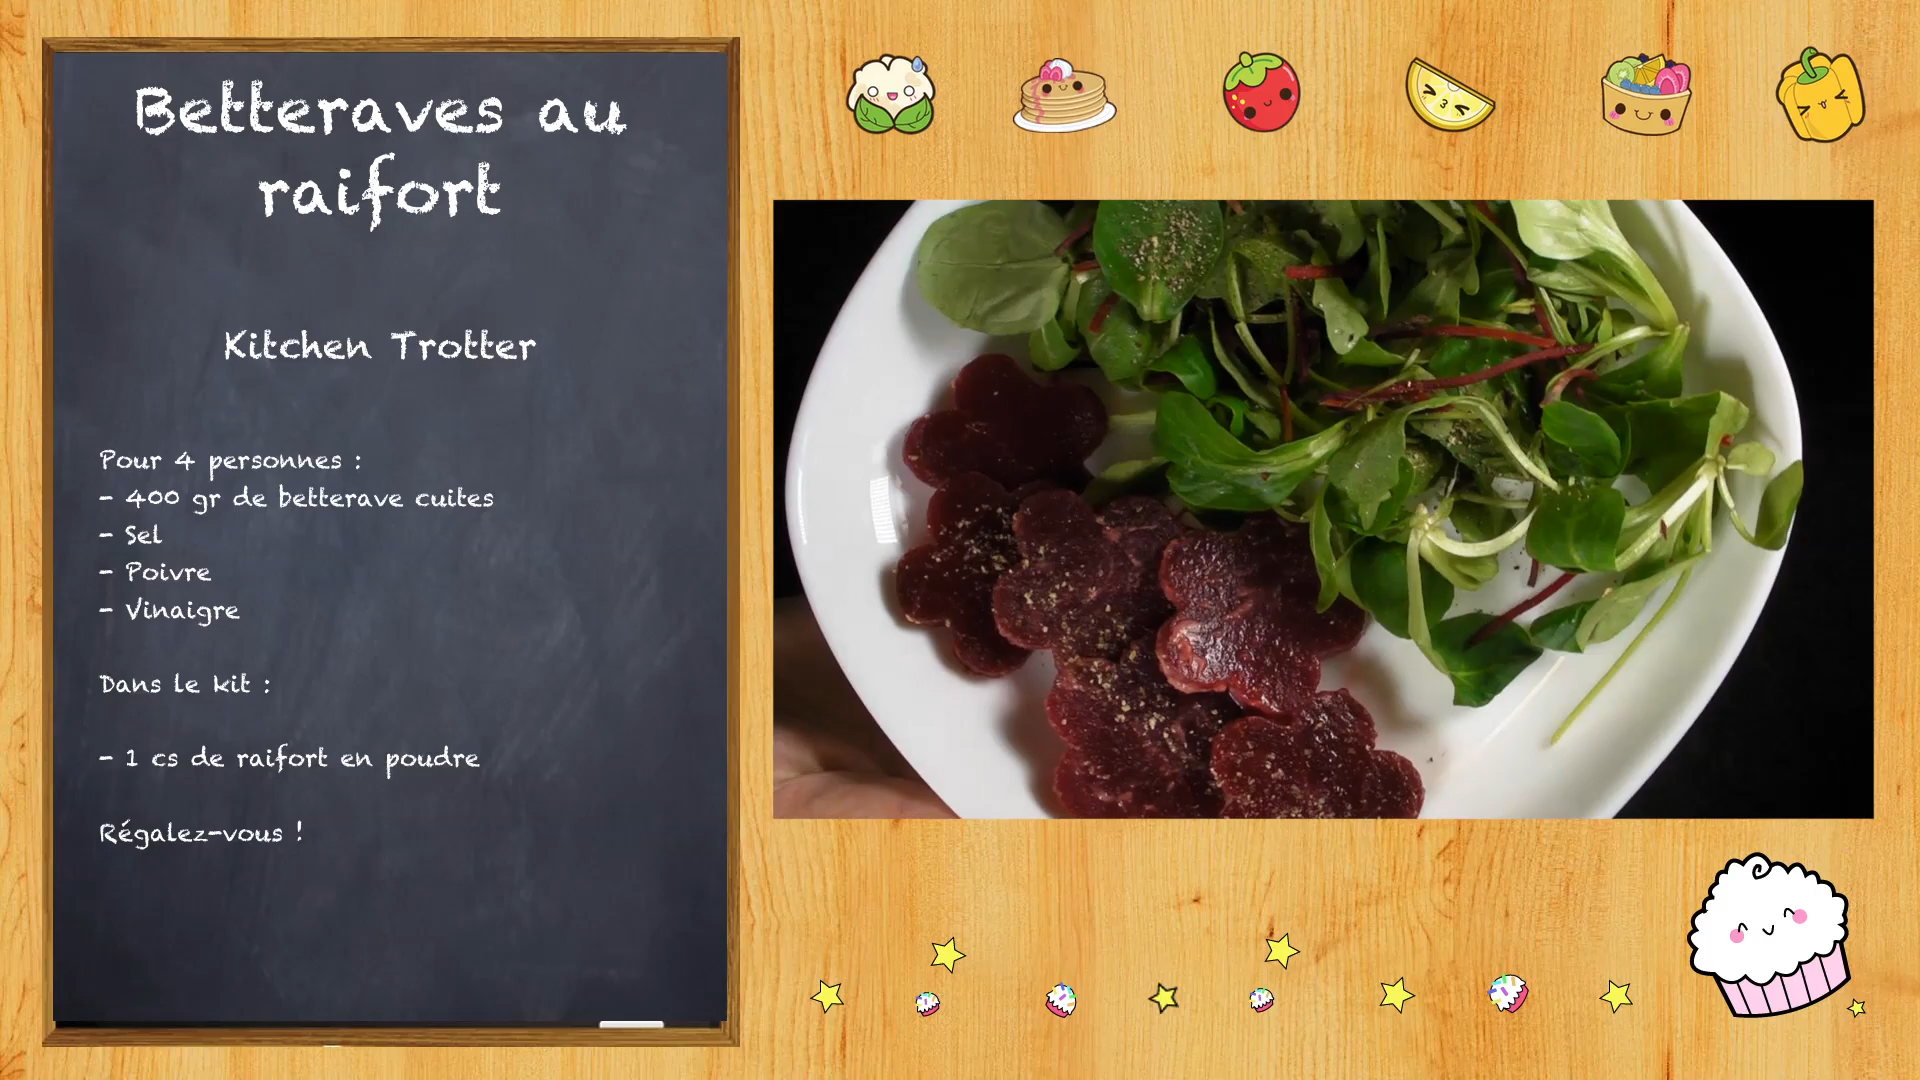 Betteraves au
raifort
Kitchen Trotter
Pour 4 personnes :
- 400 gr de betterave cuites
- Sel
- Poivre
- Vinaigre
Dans le kit :
- 1 cs de raifort en poudre
Régalez-vous !